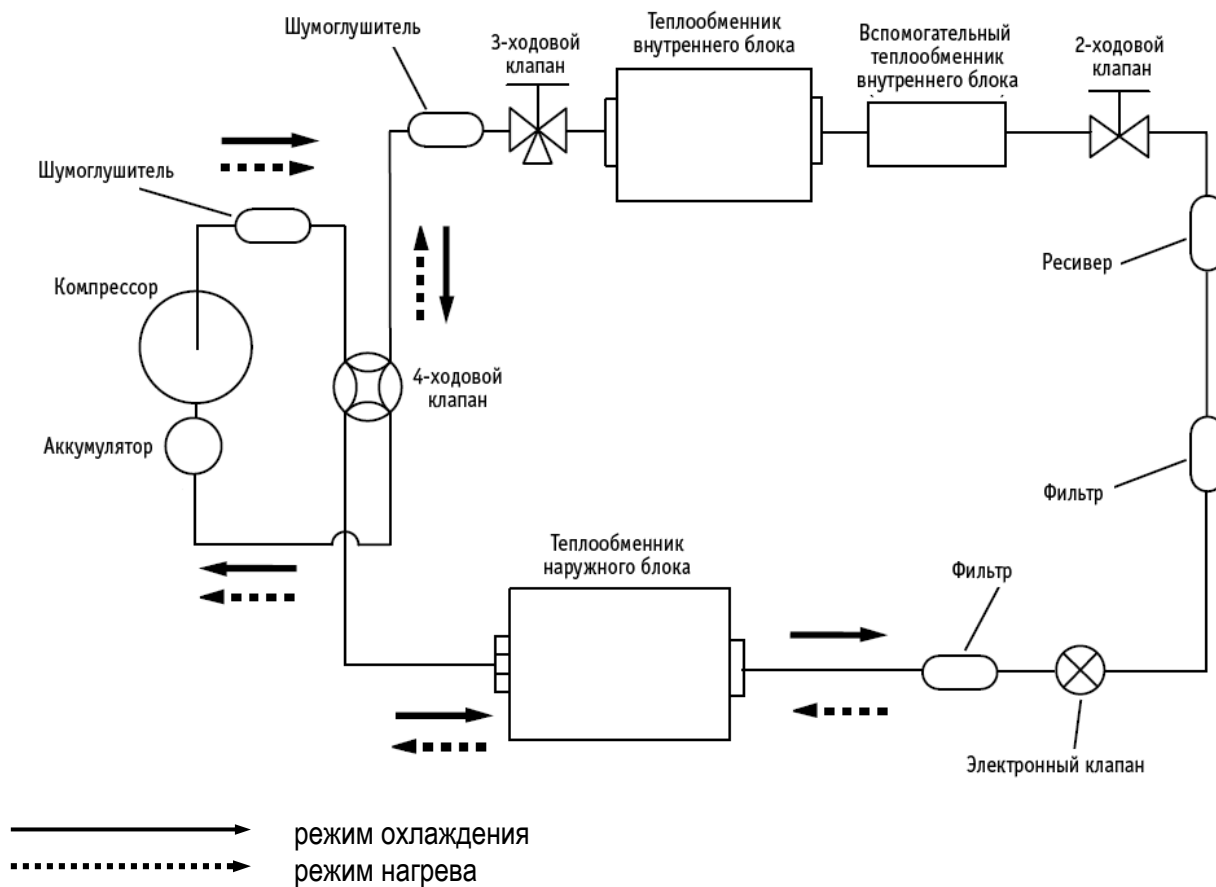 Шумоглушитель
3-ходовой
клапан
Теплообменник
внутреннего блока
Вспомогательный
теплообменник
внутреннего блока
2-ходовой
клапан
Шумоглушитель
Компрессор
Ресивер
4-ходовой
клапан
Аккумулятор
Фильтр
Теплообменник
наружного блока
Фильтр
Электронный клапан
режим охлаждения
режим нагрева